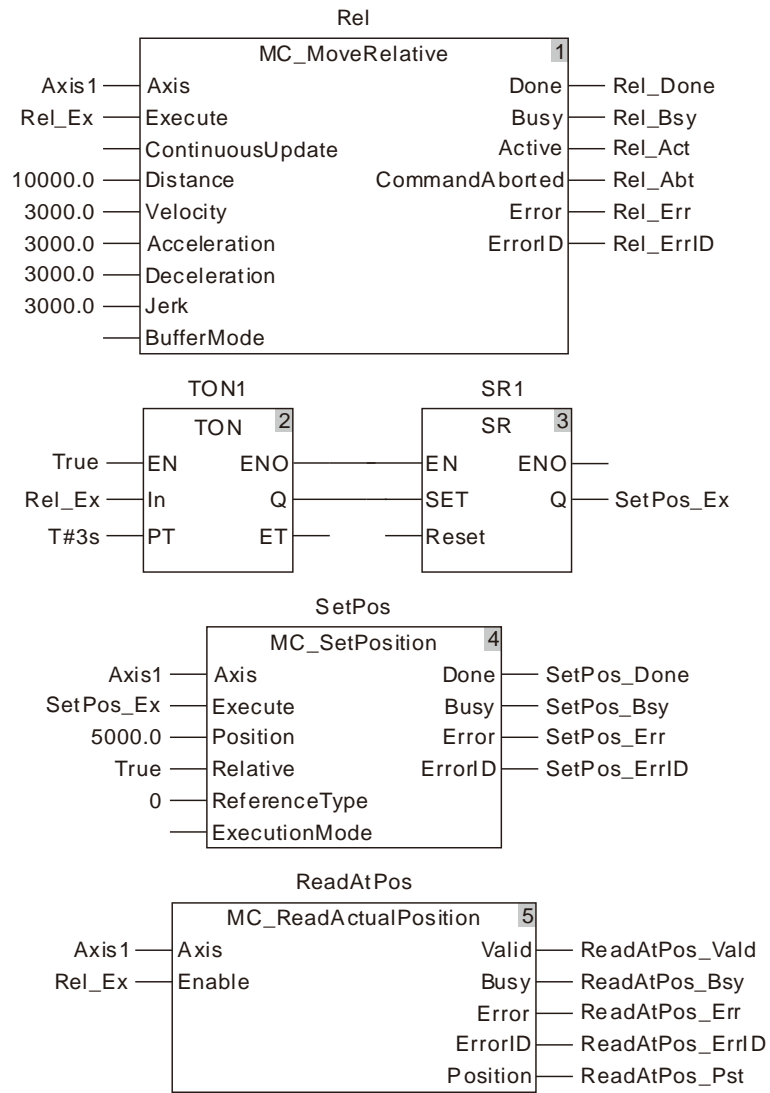 Rel
MC_MoveRelative 1
Axis1 Axis Done Rel_Done
Rel_Ex Execute Busy Rel_Bsy
ContinuousUpdate Active Rel_Act
10000.0 Distance CommandAborted Rel_Abt
3000.0 Velocity Error Rel_Err
3000.0 Acceleration ErrorID Rel_ErrID
3000.0 Deceleration
3000.0 Jerk
BufferMode
TON1 SR1
TON 2 SR 3
True EN ENO EN ENO
Rel_Ex In Q SET Q SetPos_Ex
T#3s PT ET Reset
SetPos
MC_SetPosition 4
Axis1 Axis Done SetPos_Done
SetPos_Ex Execute Busy SetPos_Bsy
5000.0 Position Error SetPos_Err
True Relative ErrorID SetPos_ErrID
0 ReferenceType
ExecutionMode
ReadAtPos
MC_ReadActualPosition 5
Axis1 Axis Valid ReadAtPos_Vald
Rel_Ex Enable Busy ReadAtPos_Bsy
Error ReadAtPos_Err
ErrorID ReadAtPos_ErrID
Position ReadAtPos_Pst